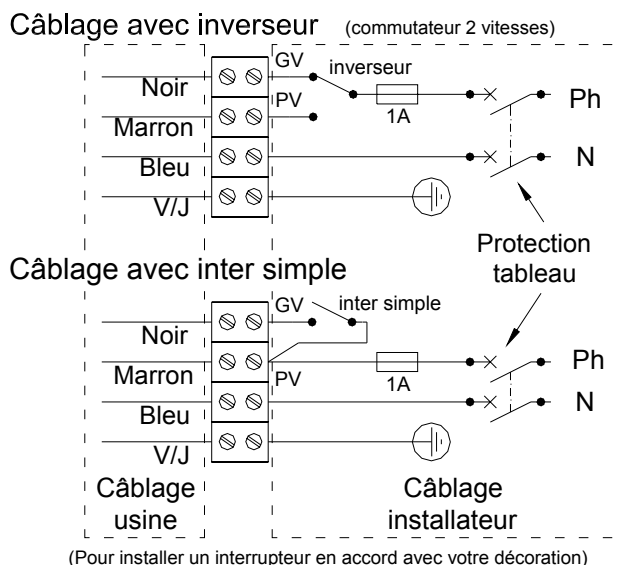 Câblage avec inverseur (commutateur 2 vitesses)
GV inverseur
Noir
PV
1A
Ph
Marron
Bleu
N
V/J
Protection
tableau
Câblage avec inter simple
GV inter simple
Noir
Marron
PV
1A
Ph
Bleu
N
V/J
Câblage
usine
Câblage
installateur
(Pour installer un interrupteur en accord avec votre décoration)